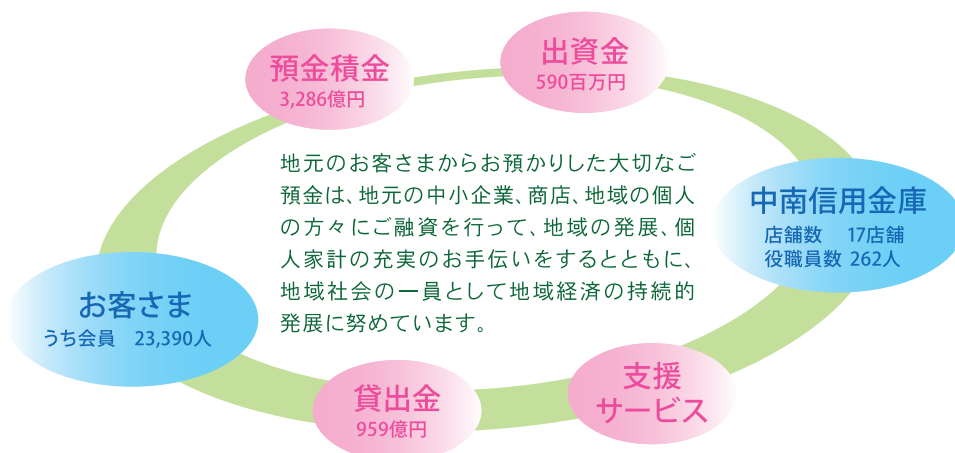 預金積金
3,286億円
出資金
590百万円
地元のお客さまからお預かりした大切なご
預金は、地元の中小企業、商店、地域の個人
の方々にご融資を行って、地域の発展、個
人家計の充実のお手伝いをするとともに、
地域社会の一員として地域経済の持続的
発展に努めています。
中南信用金庫
店舗数 17店舗
役職員数 262人
お客さま
うち会員 23,390人
貸出金
959億円
支援
サービス